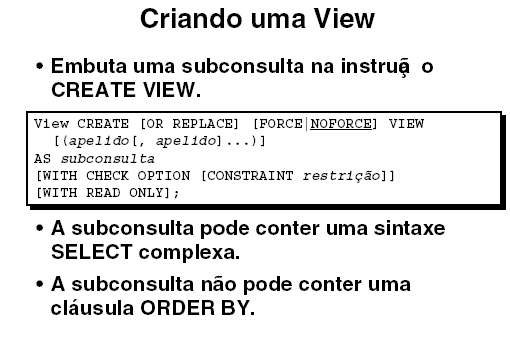 Criando uma View
• Embuta uma subconsulta na instruç o
CREATE VIEW.
View CREATE [OR REPLACE] [FORCE|NOFORCE] VIEW
[(apelido[, apelido]...)]
AS subconsulta
[WITH CHECK OPTION [CONSTRAINT restrição]]
[WITH READ ONLY];
• A subconsulta pode conter uma sintaxe
SELECT complexa.
• A subconsulta não pode conter uma
cláusula ORDER BY.